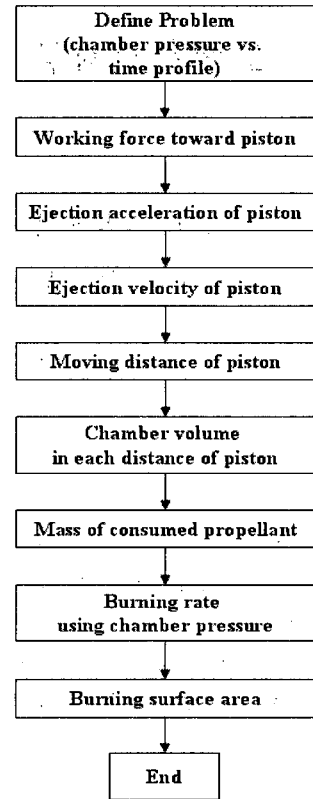 Define Problem
(chamber pressure vs.
time profile)
Working force toward piston
Ejection acceleration of piston
Ejection velocity of piston
Moving distance of piston
Chamber volume
in each distance of piston
Mass of consumed propellant
Burning rate
using chamber pressure
Burning surface area
End